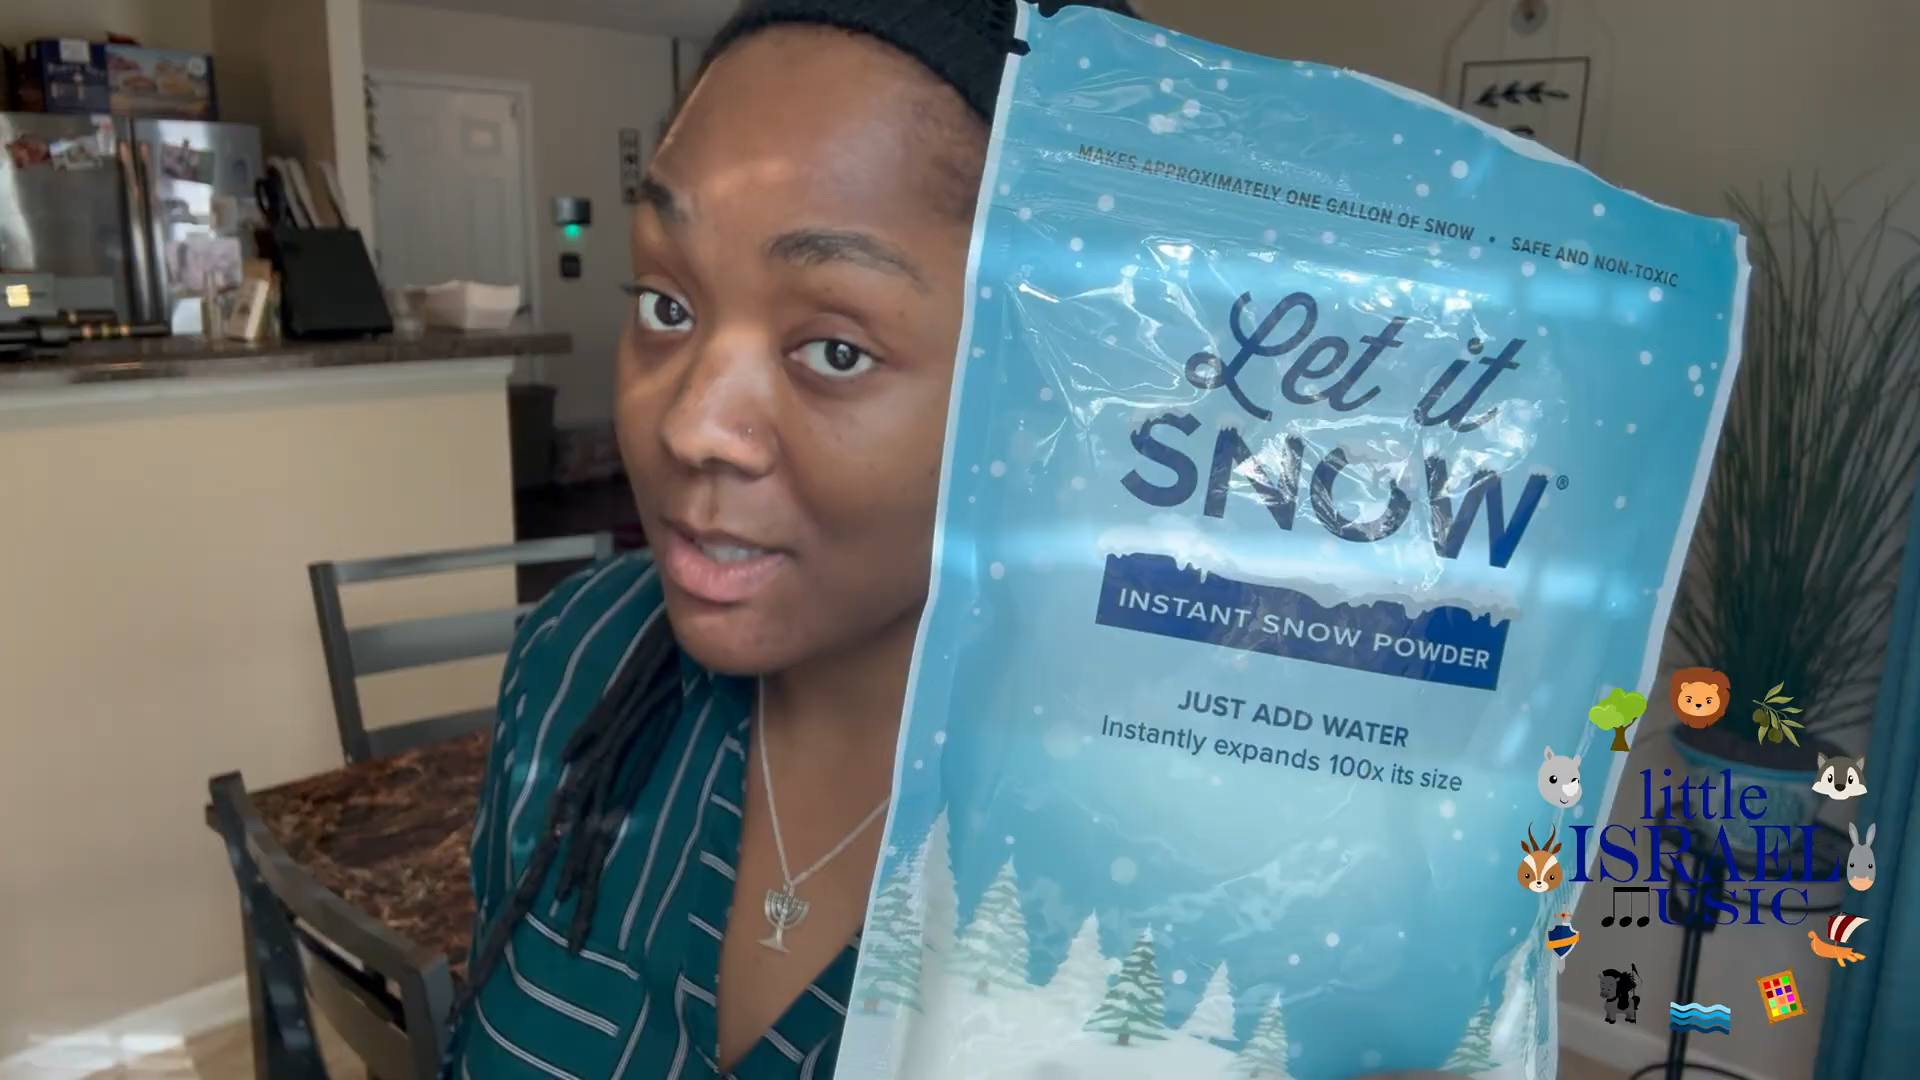 MAKES APPROXIMATELY ONE GALLON OF SNOW • SAFE AND NON-TOXIC
Let it
SNOW®
INSTANT SNOW POWDER
JUST ADD WATER
Instantly expands 100x its size
little
ISRAEL
MUSIC